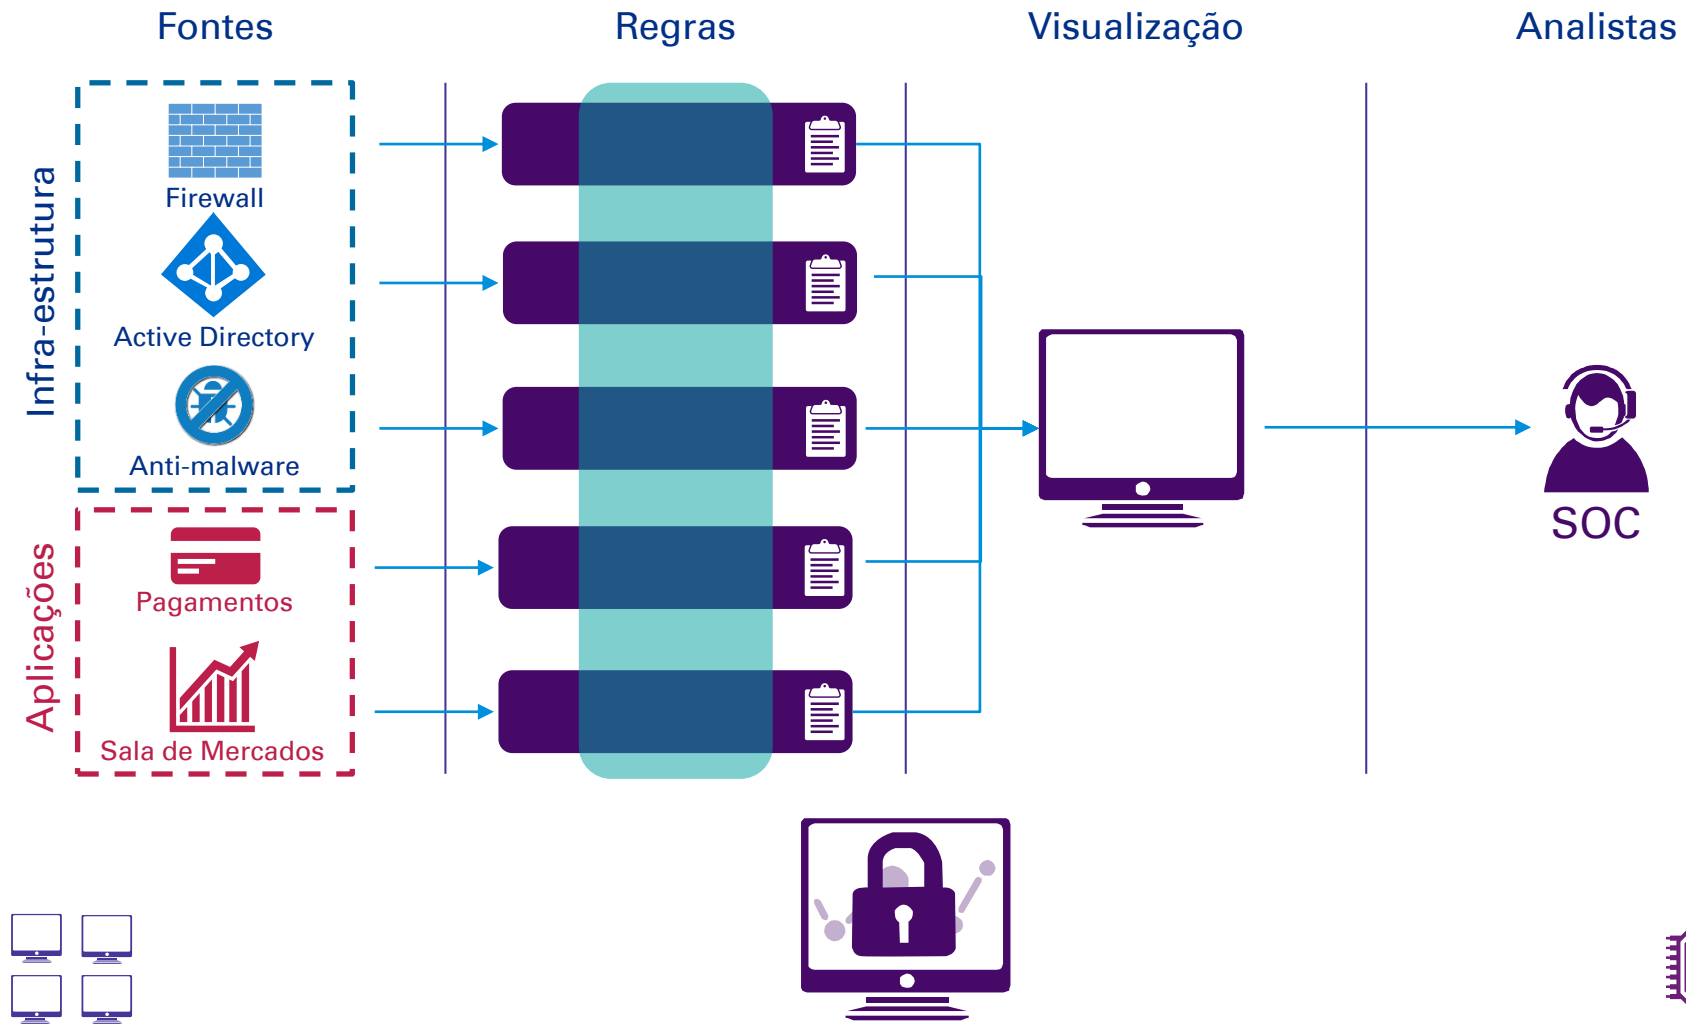 Fontes
Regras
Visualização
Analistas
Infra-estrutura
Firewall
Active Directory
Anti-malware
Aplicações
Pagamentos
Sala de Mercados
SOC